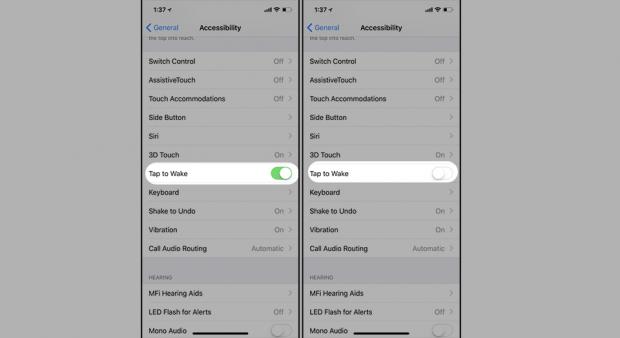 1:37
General
Accessibility
the top into reach.
Switch Control Off
AssistiveTouch Off
Touch Accommodations Off
Side Button
Siri
3D Touch On
Tap to Wake
Keyboard
Shake to Undo On
Vibration On
Call Audio Routing Automatic
HEARING
MFi Hearing Aids
LED Flash for Alerts Off
Mono Audio
1:37
General
Accessibility
the top into reach.
Switch Control Off
AssistiveTouch Off
Touch Accommodations Off
Side Button
Siri
3D Touch On
Tap to Wake
Keyboard
Shake to Undo On
Vibration On
Call Audio Routing Automatic
HEARING
MFi Hearing Aids
LED Flash for Alerts Off
Mono Audio